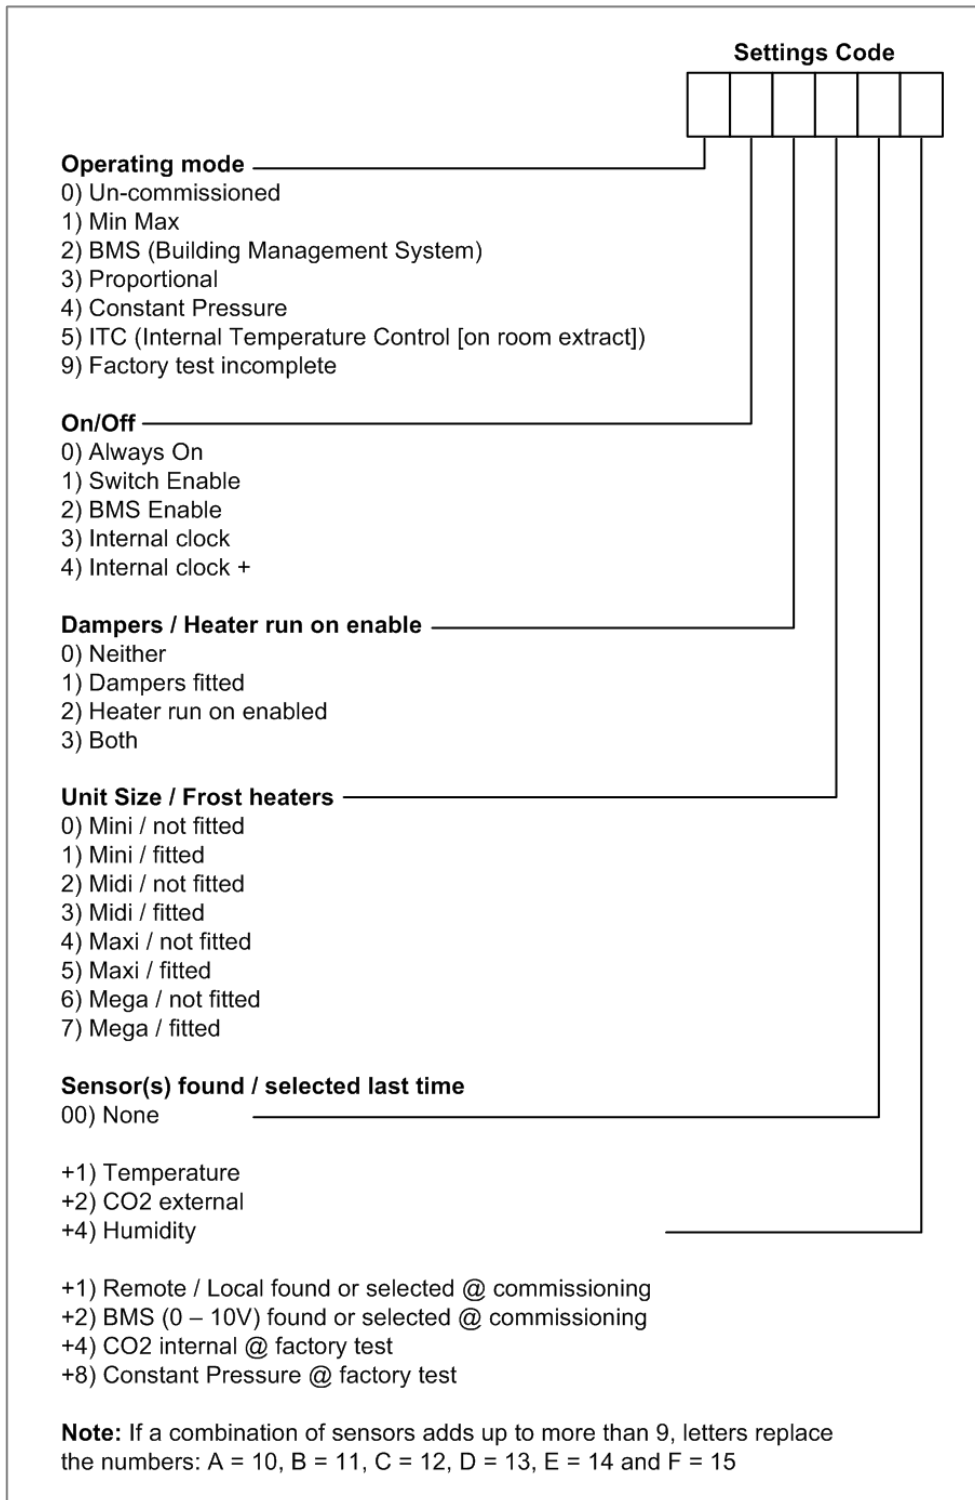 Settings Code
Operating mode
0) Un-commissioned
1) Min Max
2) BMS (Building Management System)
3) Proportional
4) Constant Pressure
5) ITC (Internal Temperature Control [on room extract])
9) Factory test incomplete
On/Off
0) Always On
1) Switch Enable
2) BMS Enable
3) Internal clock
4) Internal clock +
Dampers / Heater run on enable
0) Neither
1) Dampers fitted
2) Heater run on enabled
3) Both
Unit Size / Frost heaters
0) Mini / not fitted
1) Mini / fitted
2) Midi / not fitted
3) Midi / fitted
4) Maxi / not fitted
5) Maxi / fitted
6) Mega / not fitted
7) Mega / fitted
Sensor(s) found / selected last time
00) None
+1) Temperature
+2) CO2 external
+4) Humidity
+1) Remote / Local found or selected @ commissioning
+2) BMS (0 – 10V) found or selected @ commissioning
+4) CO2 internal @ factory test
+8) Constant Pressure @ factory test
Note: If a combination of sensors adds up to more than 9, letters replace
the numbers: A = 10, B = 11, C = 12, D = 13, E = 14 and F = 15